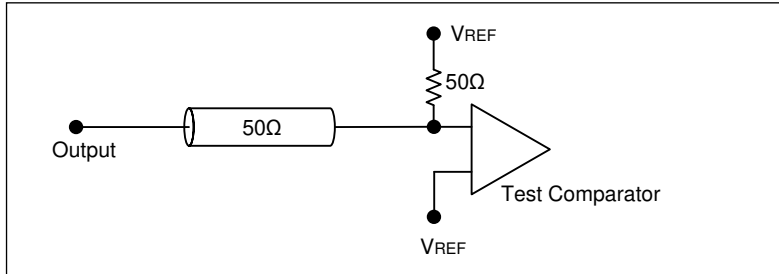 VREF
50Ω
50Ω
Output
Test Comparator
VREF